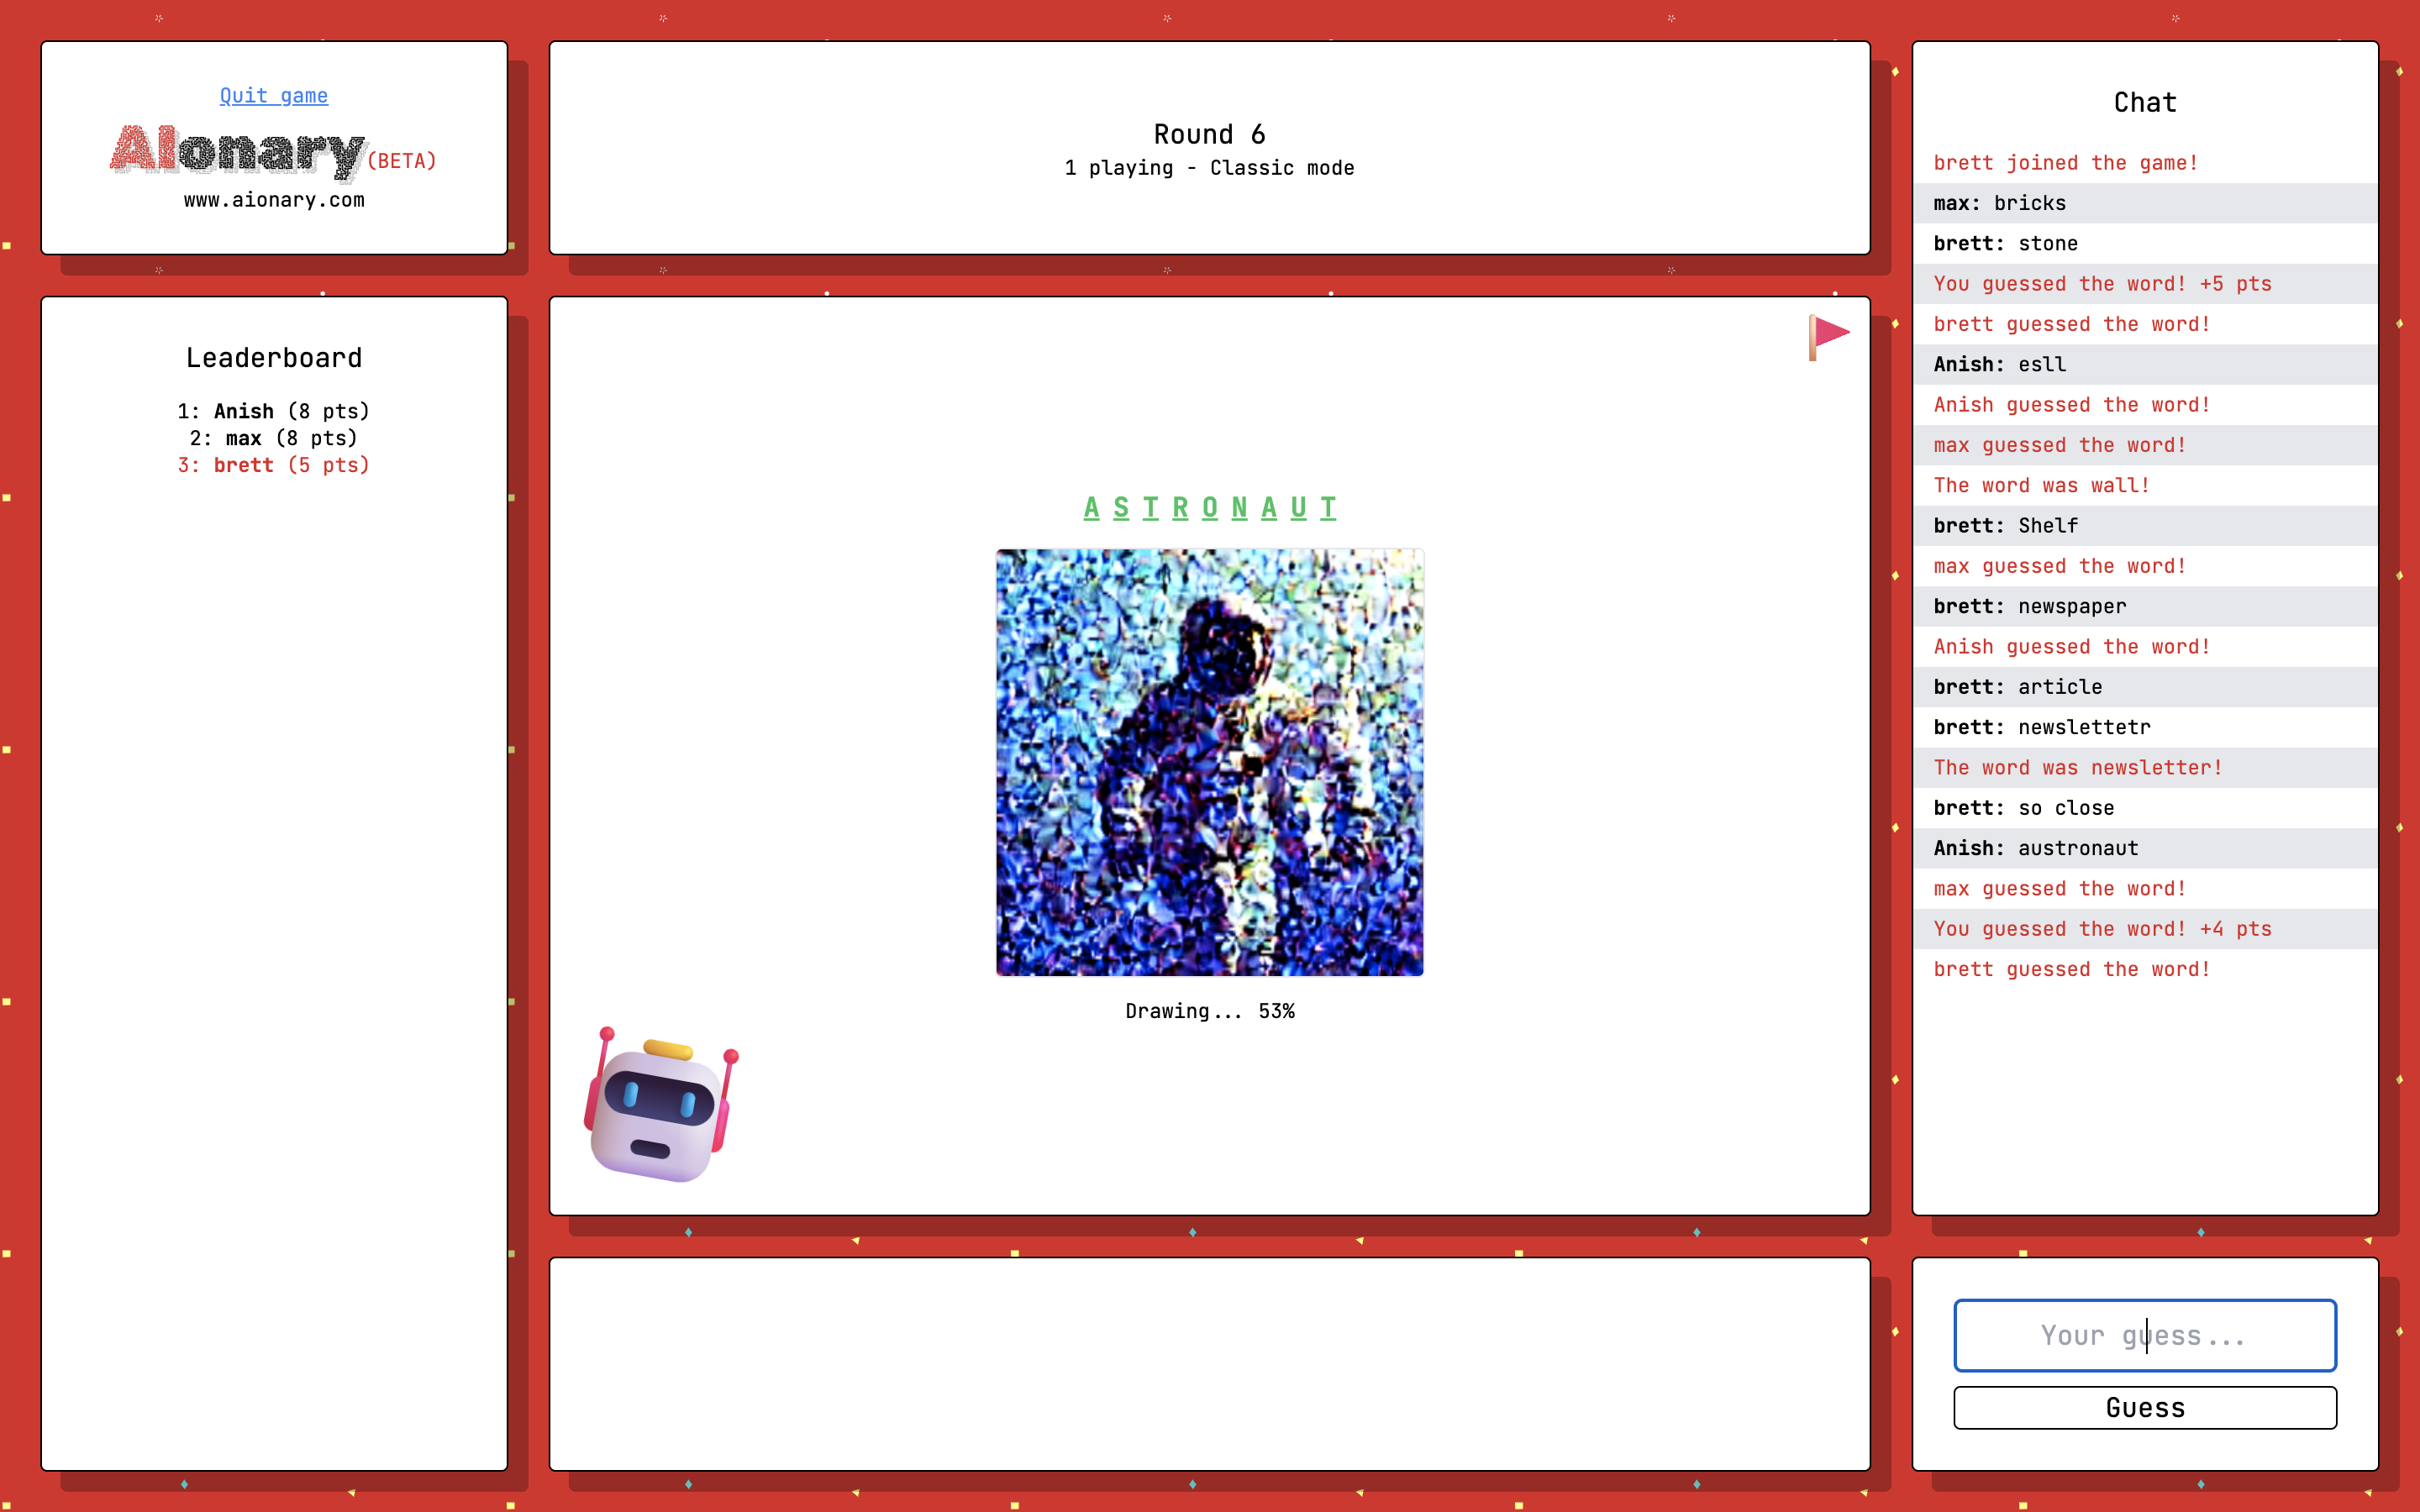 Quit game
AIonary(BETA)
www.aionary.com
Leaderboard
1: Anish (8 pts)
2: max (8 pts)
3: brett (5 pts)
Round 6
1 playing - Classic mode
ASTRONAUT
Drawing... 53%
Chat
brett joined the game!
max: bricks
brett: stone
You guessed the word! +5 pts
brett guessed the word!
Anish: esll
Anish guessed the word!
max guessed the word!
The word was wall!
brett: Shelf
max guessed the word!
brett: newspaper
Anish guessed the word!
brett: article
brett: newslettetr
The word was newsletter!
brett: so close
Anish: austronaut
max guessed the word!
You guessed the word! +4 pts
brett guessed the word!
Your guess...
Guess